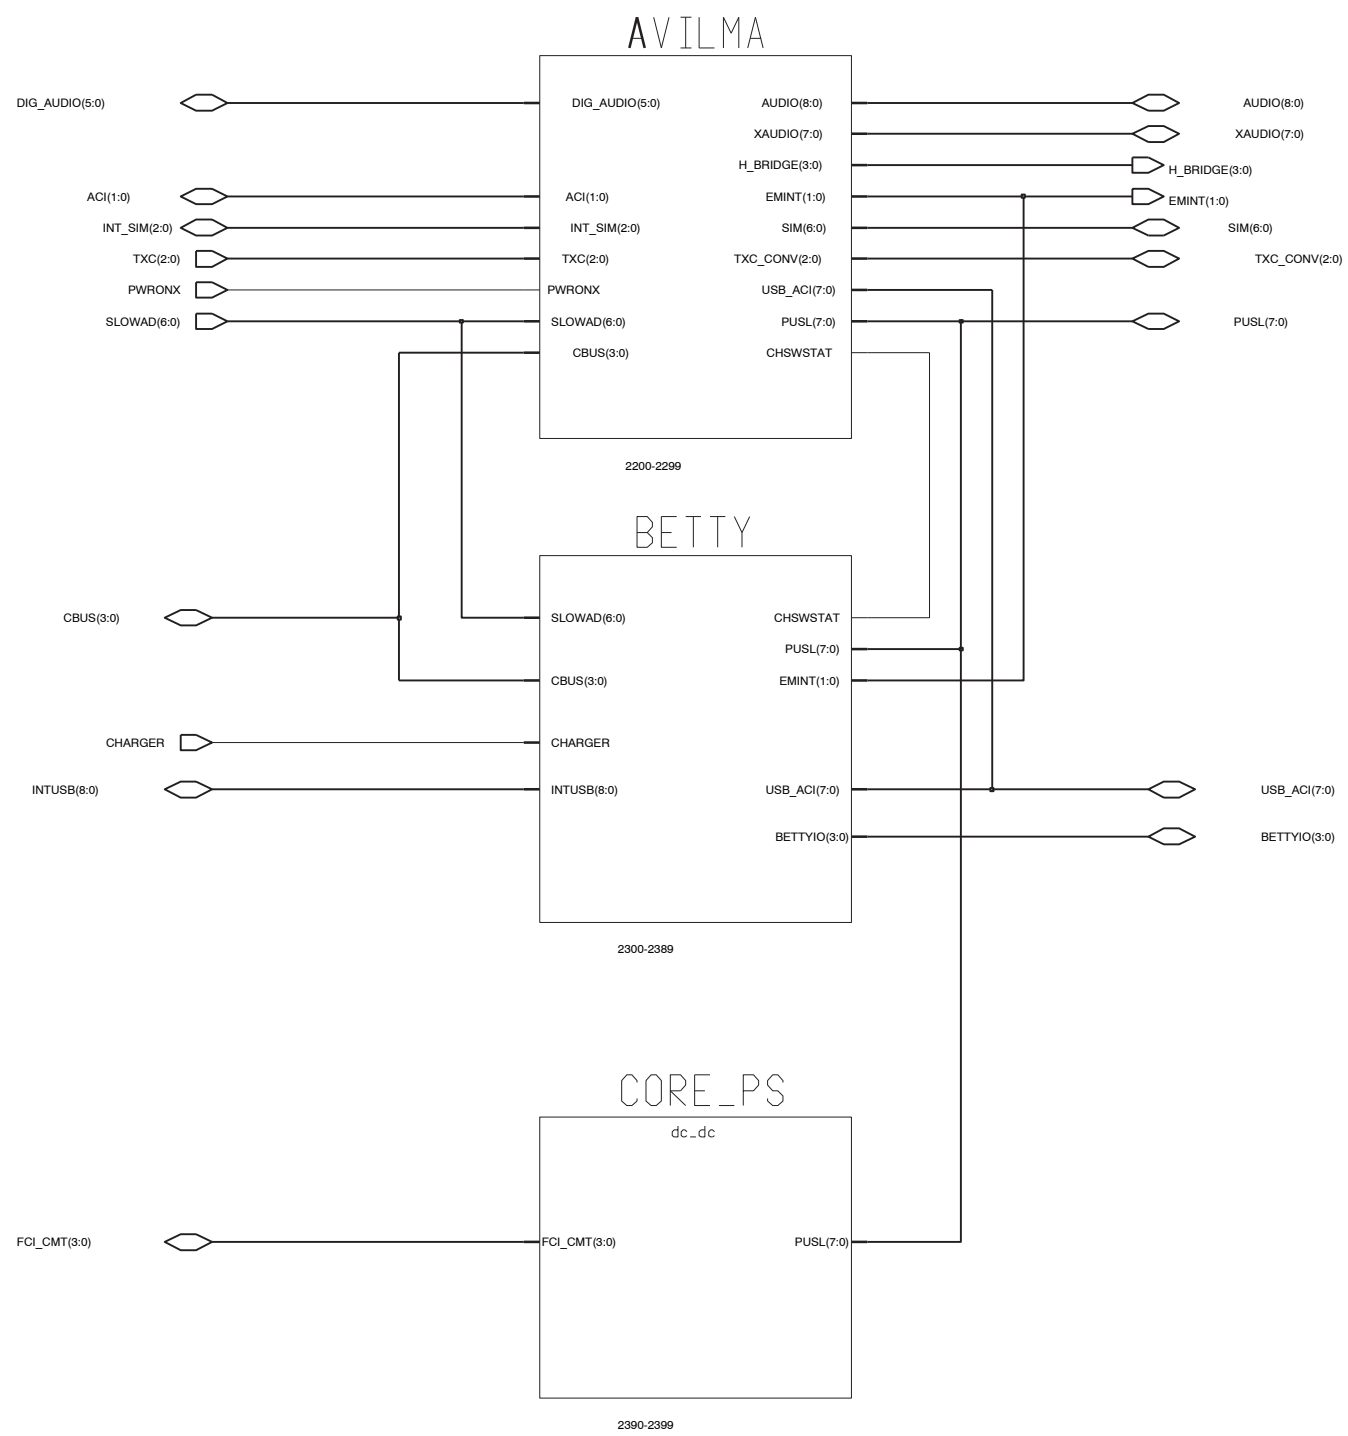 AVILMA
DIG_AUDIO(5:0) DIG_AUDIO(5:0) AUDIO(8:0) AUDIO(8:0)
XAUDIO(7:0) XAUDIO(7:0)
H_BRIDGE(3:0) H_BRIDGE(3:0)
ACI(1:0) ACI(1:0) EMINT(1:0) EMINT(1:0)
INT_SIM(2:0) INT_SIM(2:0) SIM(6:0) SIM(6:0)
TXC(2:0) TXC(2:0) TXC_CONV(2:0) TXC_CONV(2:0)
PWRONX PWRONX USB_ACI(7:0)
SLOWAD(6:0) SLOWAD(6:0) PUSL(7:0) PUSL(7:0)
CBUS(3:0) CHSWSTAT
2200-2299
BETTY
CBUS(3:0) SLOWAD(6:0) CHSWSTAT
PUSL(7:0)
CBUS(3:0) EMINT(1:0)
CHARGER CHARGER
INTUSB(8:0) INTUSB(8:0) USB_ACI(7:0) USB_ACI(7:0)
BETTYIO(3:0) BETTYIO(3:0)
2300-2389
CORE_PS
dc_dc
FCI_CMT(3:0) FCI_CMT(3:0) PUSL(7:0)
2390-2399